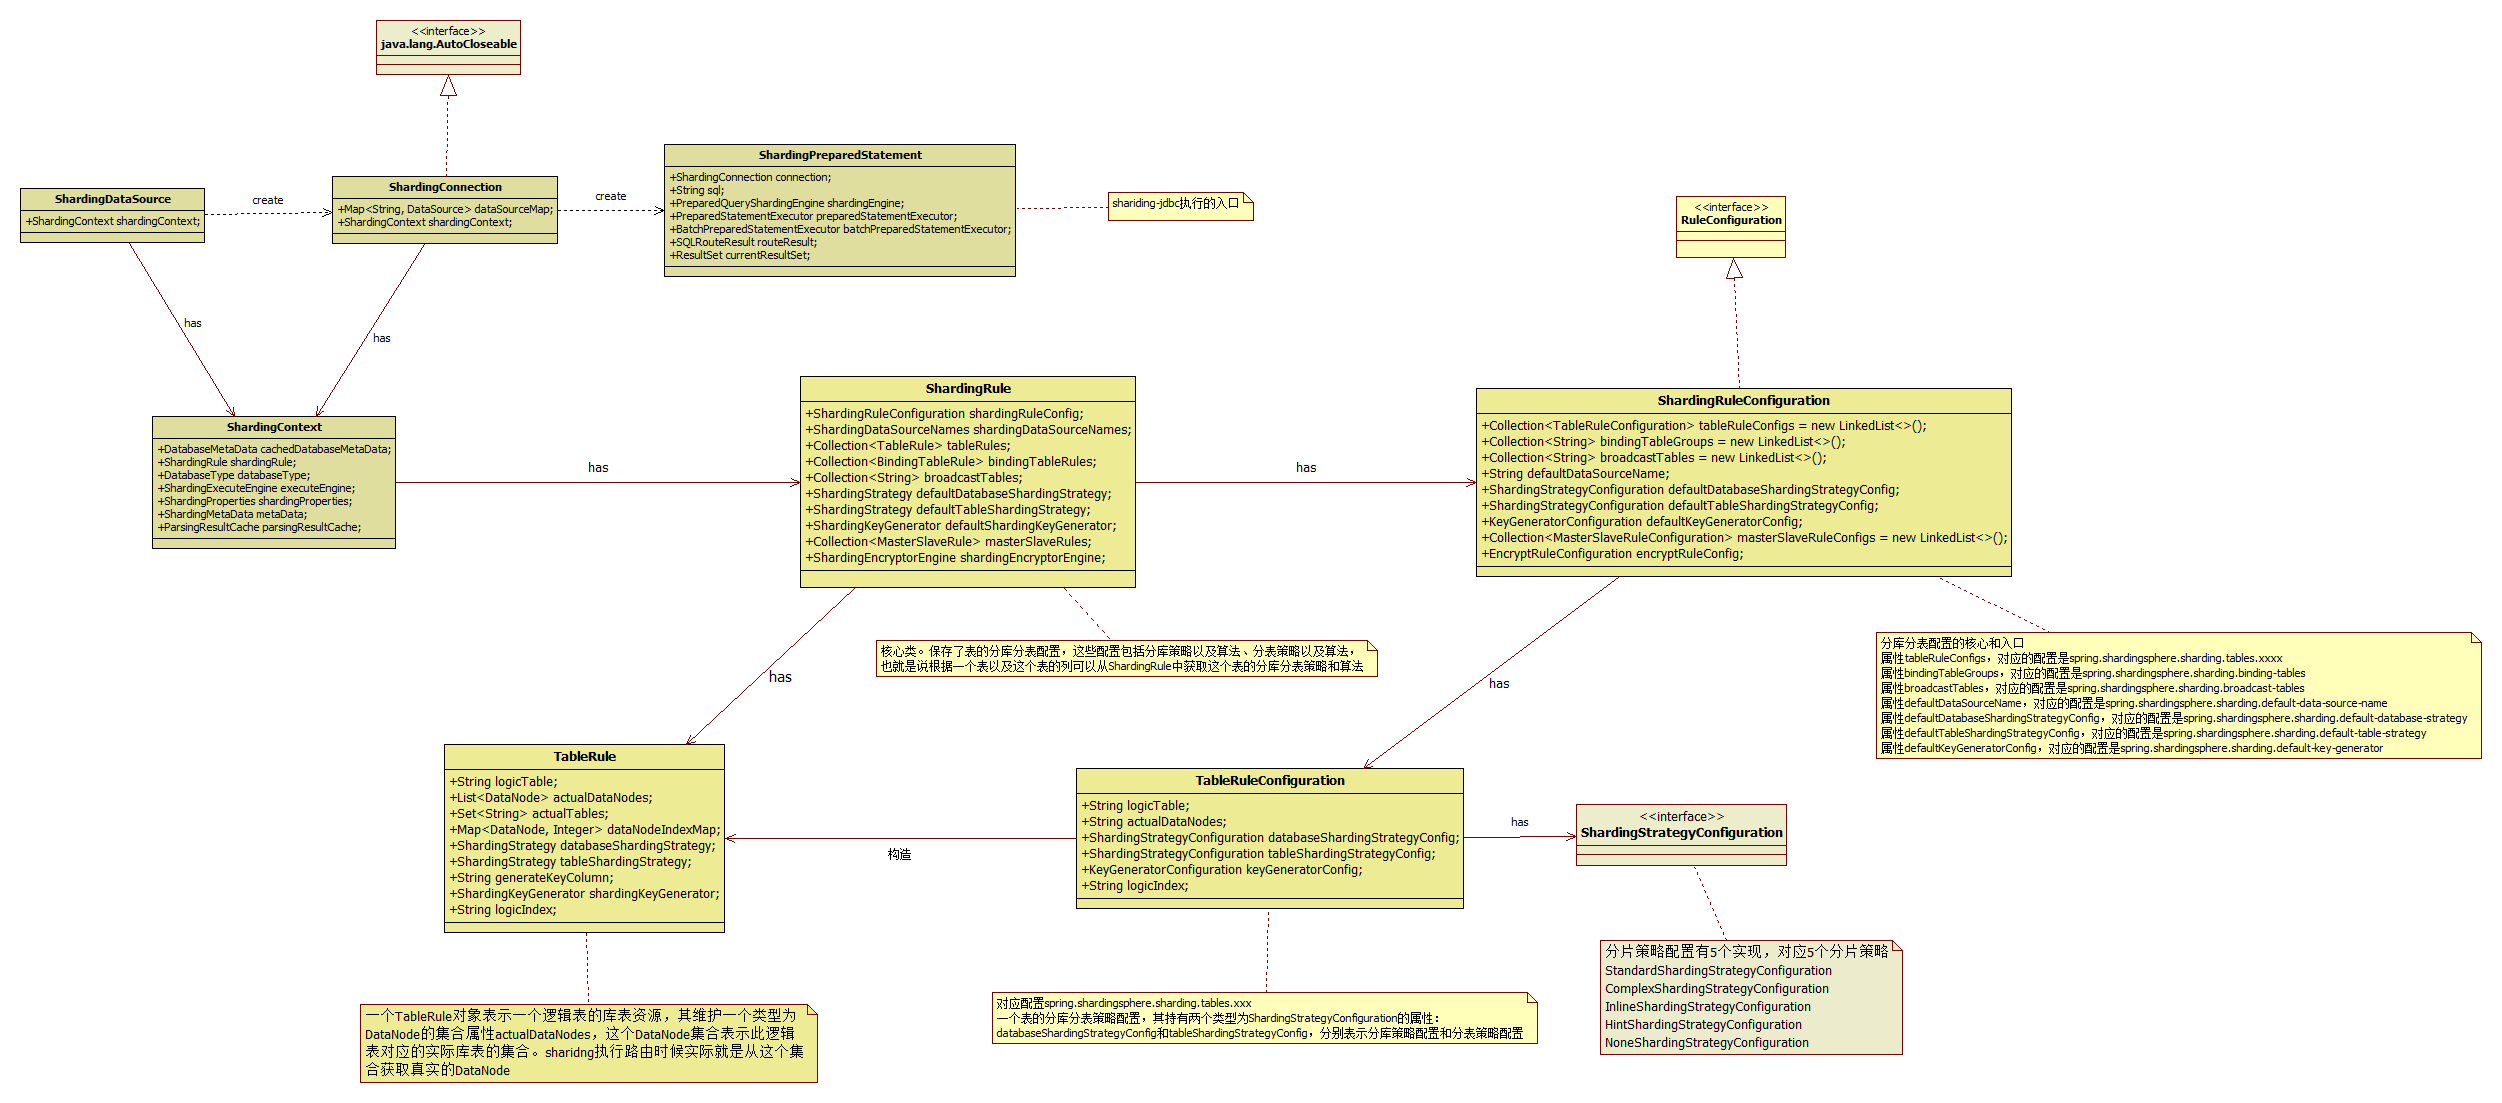 <<interface>>
java.lang.AutoCloseable
ShardingDataSource
+ShardingContext shardingContext;
create
ShardingConnection
+Map<String, DataSource> dataSourceMap;
+ShardingContext shardingContext;
create
ShardingPreparedStatement
+ShardingConnection connection;
+String sql;
+PreparedQueryShardingEngine shardingEngine;
+PreparedStatementExecutor preparedStatementExecutor;
+BatchPreparedStatementExecutor batchPreparedStatementExecutor;
+SQLRouteResult routeResult;
+ResultSet currentResultSet;
shariding-jdbc执行的入口
<<interface>>
RuleConfiguration
has
has
ShardingContext
+DatabaseMetaData cachedDatabaseMetaData;
+ShardingRule shardingRule;
+DatabaseType databaseType;
+ShardingExecuteEngine executeEngine;
+ShardingProperties shardingProperties;
+ShardingMetaData metaData;
+ParsingResultCache parsingResultCache;
has
ShardingRule
+ShardingRuleConfiguration shardingRuleConfig;
+ShardingDataSourceNames shardingDataSourceNames;
+Collection<TableRule> tableRules;
+Collection<BindingTableRule> bindingTableRules;
+Collection<String> broadcastTables;
+ShardingStrategy defaultDatabaseShardingStrategy;
+ShardingStrategy defaultTableShardingStrategy;
+ShardingKeyGenerator defaultShardingKeyGenerator;
+Collection<MasterSlaveRule> masterSlaveRules;
+ShardingEncryptorEngine shardingEncryptorEngine;
has
ShardingRuleConfiguration
+Collection<TableRuleConfiguration> tableRuleConfigs = new LinkedList<>();
+Collection<String> bindingTableGroups = new LinkedList<>();
+Collection<String> broadcastTables = new LinkedList<>();
+String defaultDataSourceName;
+ShardingStrategyConfiguration defaultDatabaseShardingStrategyConfig;
+ShardingStrategyConfiguration defaultTableShardingStrategyConfig;
+KeyGeneratorConfiguration defaultKeyGeneratorConfig;
+Collection<MasterSlaveRuleConfiguration> masterSlaveRuleConfigs = new LinkedList<>();
+EncryptRuleConfiguration encryptRuleConfig;
核心类。保存了表的分库分表配置，这些配置包括分库策略以及算法、分表策略以及算法，
也就是说根据一个表以及这个表的列可以从ShardingRule中获取这个表的分库分表策略和算法
分库分表配置的核心和入口
属性tableRuleConfigs，对应的配置是spring.shardingsphere.sharding.tables.xxxx
属性bindingTableGroups，对应的配置是spring.shardingsphere.sharding.binding-tables
属性broadcastTables，对应的配置是spring.shardingsphere.sharding.broadcast-tables
属性defaultDataSourceName，对应的配置是spring.shardingsphere.sharding.default-data-source-name
属性defaultDatabaseShardingStrategyConfig，对应的配置是spring.shardingsphere.sharding.default-database-strategy
属性defaultTableShardingStrategyConfig，对应的配置是spring.shardingsphere.sharding.default-table-strategy
属性defaultKeyGeneratorConfig，对应的配置是spring.shardingsphere.sharding.default-key-generator
has
has
TableRule
+String logicTable;
+List<DataNode> actualDataNodes;
+Set<String> actualTables;
+Map<DataNode, Integer> dataNodeIndexMap;
+ShardingStrategy databaseShardingStrategy;
+ShardingStrategy tableShardingStrategy;
+String generateKeyColumn;
+ShardingKeyGenerator shardingKeyGenerator;
+String logicIndex;
构造
TableRuleConfiguration
+String logicTable;
+String actualDataNodes;
+ShardingStrategyConfiguration databaseShardingStrategyConfig;
+ShardingStrategyConfiguration tableShardingStrategyConfig;
+KeyGeneratorConfiguration keyGeneratorConfig;
+String logicIndex;
has
<<interface>>
ShardingStrategyConfiguration
分片策略配置有5个实现，对应5个分片策略
StandardShardingStrategyConfiguration
ComplexShardingStrategyConfiguration
InlineShardingStrategyConfiguration
HintShardingStrategyConfiguration
NoneShardingStrategyConfiguration
对应配置spring.shardingsphere.sharding.tables.xxx
一个表的分库分表策略配置，其持有两个类型为ShardingStrategyConfiguration的属性：
databaseShardingStrategyConfig和tableShardingStrategyConfig，分别表示分库策略配置和分表策略配置
一个TableRule对象表示一个逻辑表的库表资源，其维护一个类型为
DataNode的集合属性actualDataNodes，这个DataNode集合表示此逻辑
表对应的实际库表的集合。sharidng执行路由时候实际就是从这个集
合获取真实的DataNode